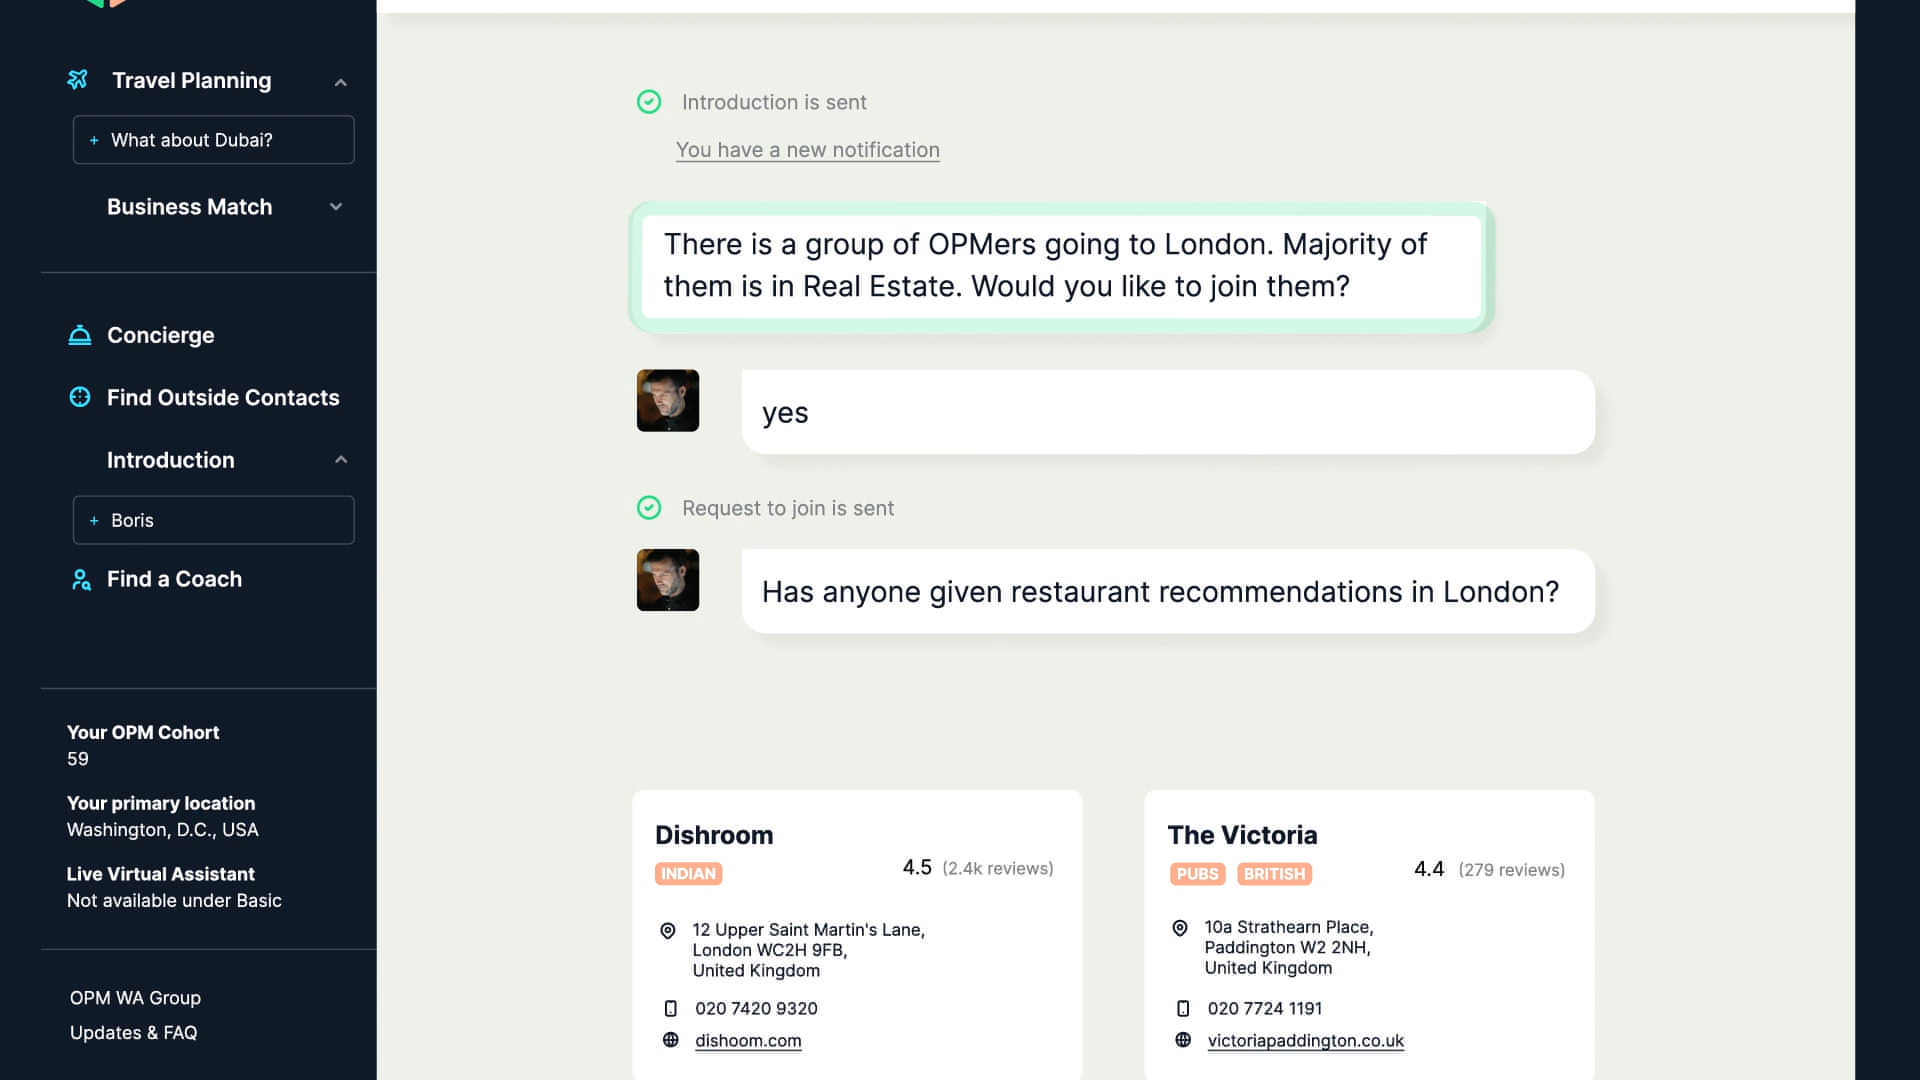 Travel Planning
+ What about Dubai?
Business Match
Concierge
Find Outside Contacts
Introduction
+ Boris
Find a Coach
Your OPM Cohort
59
Your primary location
Washington, D.C., USA
Live Virtual Assistant
Not available under Basic
OPM WA Group
Updates & FAQ
Introduction is sent
You have a new notification
There is a group of OPMers going to London. Majority of
them is in Real Estate. Would you like to join them?
yes
Request to join is sent
Has anyone given restaurant recommendations in London?
Dishroom
INDIAN
4.5 (2.4k reviews)
12 Upper Saint Martin's Lane,
London WC2H 9FB,
United Kingdom
020 7420 9320
dishoom.com
The Victoria
PUBS BRITISH
4.4 (279 reviews)
10a Strathearn Place,
Paddington W2 2NH,
United Kingdom
020 7724 1191
victoriapaddington.co.uk